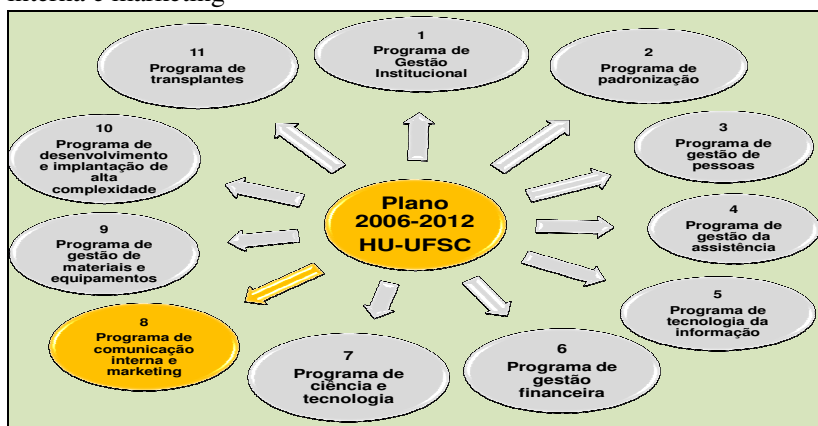 interna e marketing
11
Programa de
transplantes
1
Programa de
Gestão
Institucional
2
Programa de
padronização
10
Programa de
desenvolvimento
e implantação de
alta
complexidade
3
Programa de
gestão de
pessoas
Plano
2006-2012
HU-UFSC
4
Programa de
gestão da
assistência
9
Programa de
gestão de
materiais e
equipamentos
5
Programa de
tecnologia da
informação
8
Programa de
comunicação
interna e
marketing
7
Programa de
ciência e
tecnologia
6
Programa de
gestão
financeira